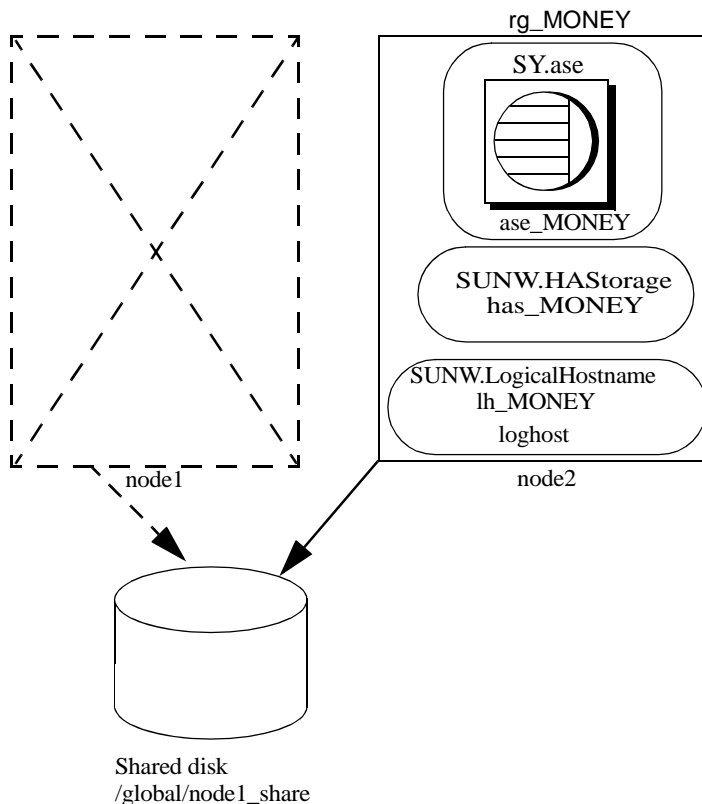 rg_MONEY
SY.ase
ase_MONEY
SUNW.HAStorage
has_MONEY
SUNW.LogicalHostname
lh_MONEY
loghost
node1
node2
Shared disk
/global/node1_share